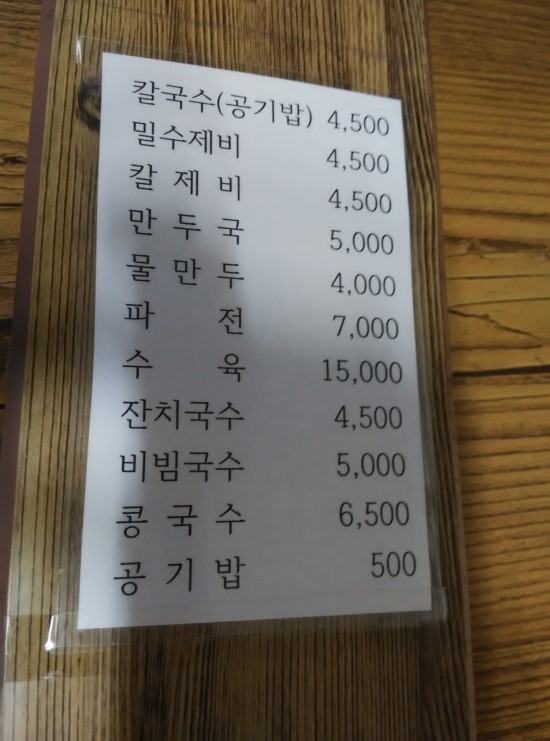 칼국수(공기밥) 4,500
밀수제비 4,500
칼 제 비 4,500
만 두 국 5,000
물 만 두 4,000
파 전 7,000
수 육 15,000
잔치국수 4,500
비빔국수 5,000
콩 국 수 6,500
공 기 밥 500